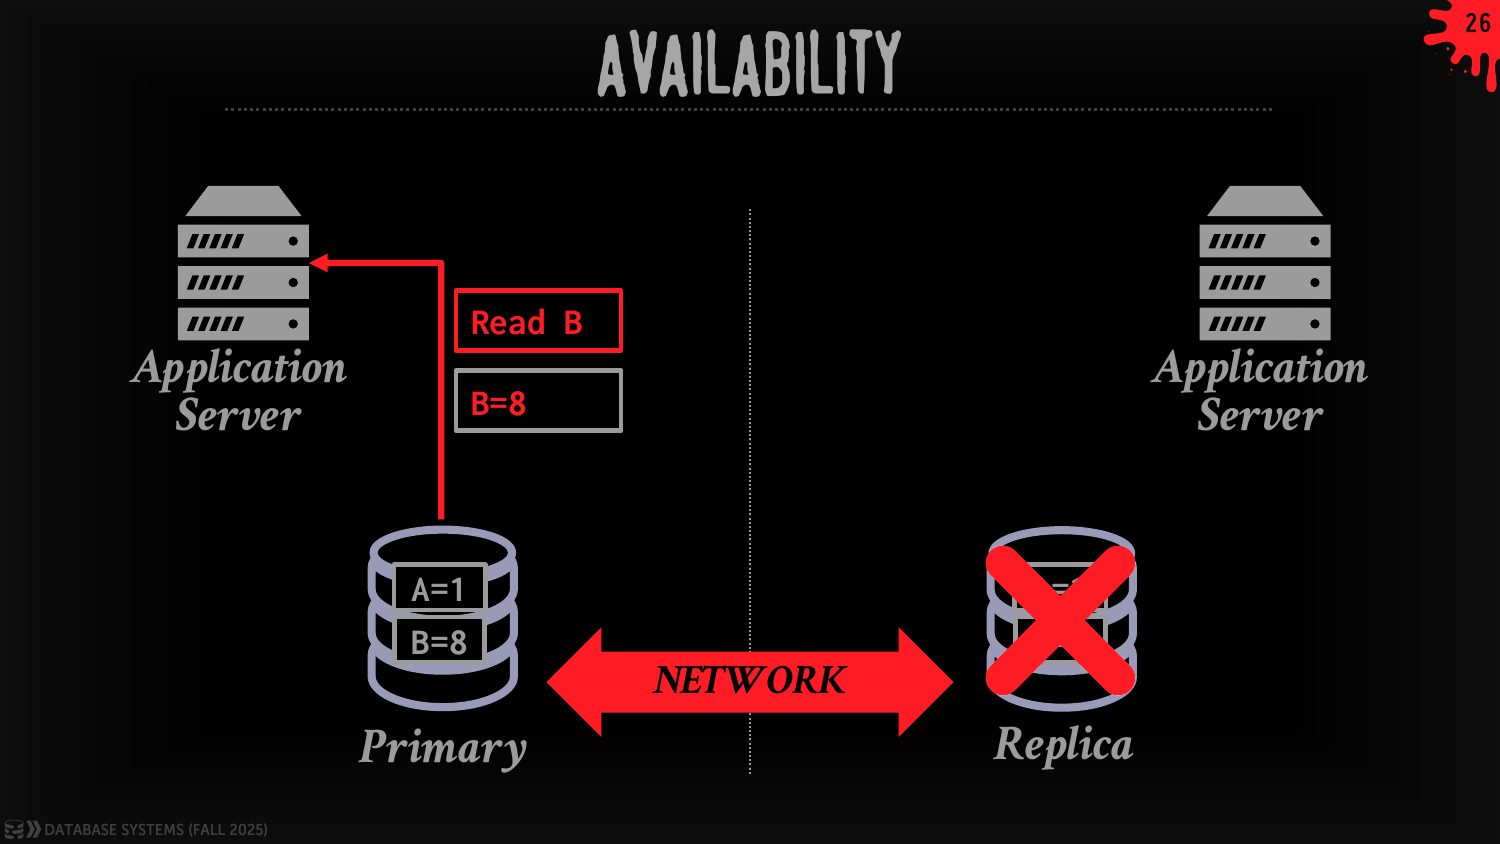 26
AVAILABILITY
Read B
B=8
Application
Server
Application
Server
A=1
B=8
NETWORK
Primary
Replica
DATABASE SYSTEMS (FALL 2025)